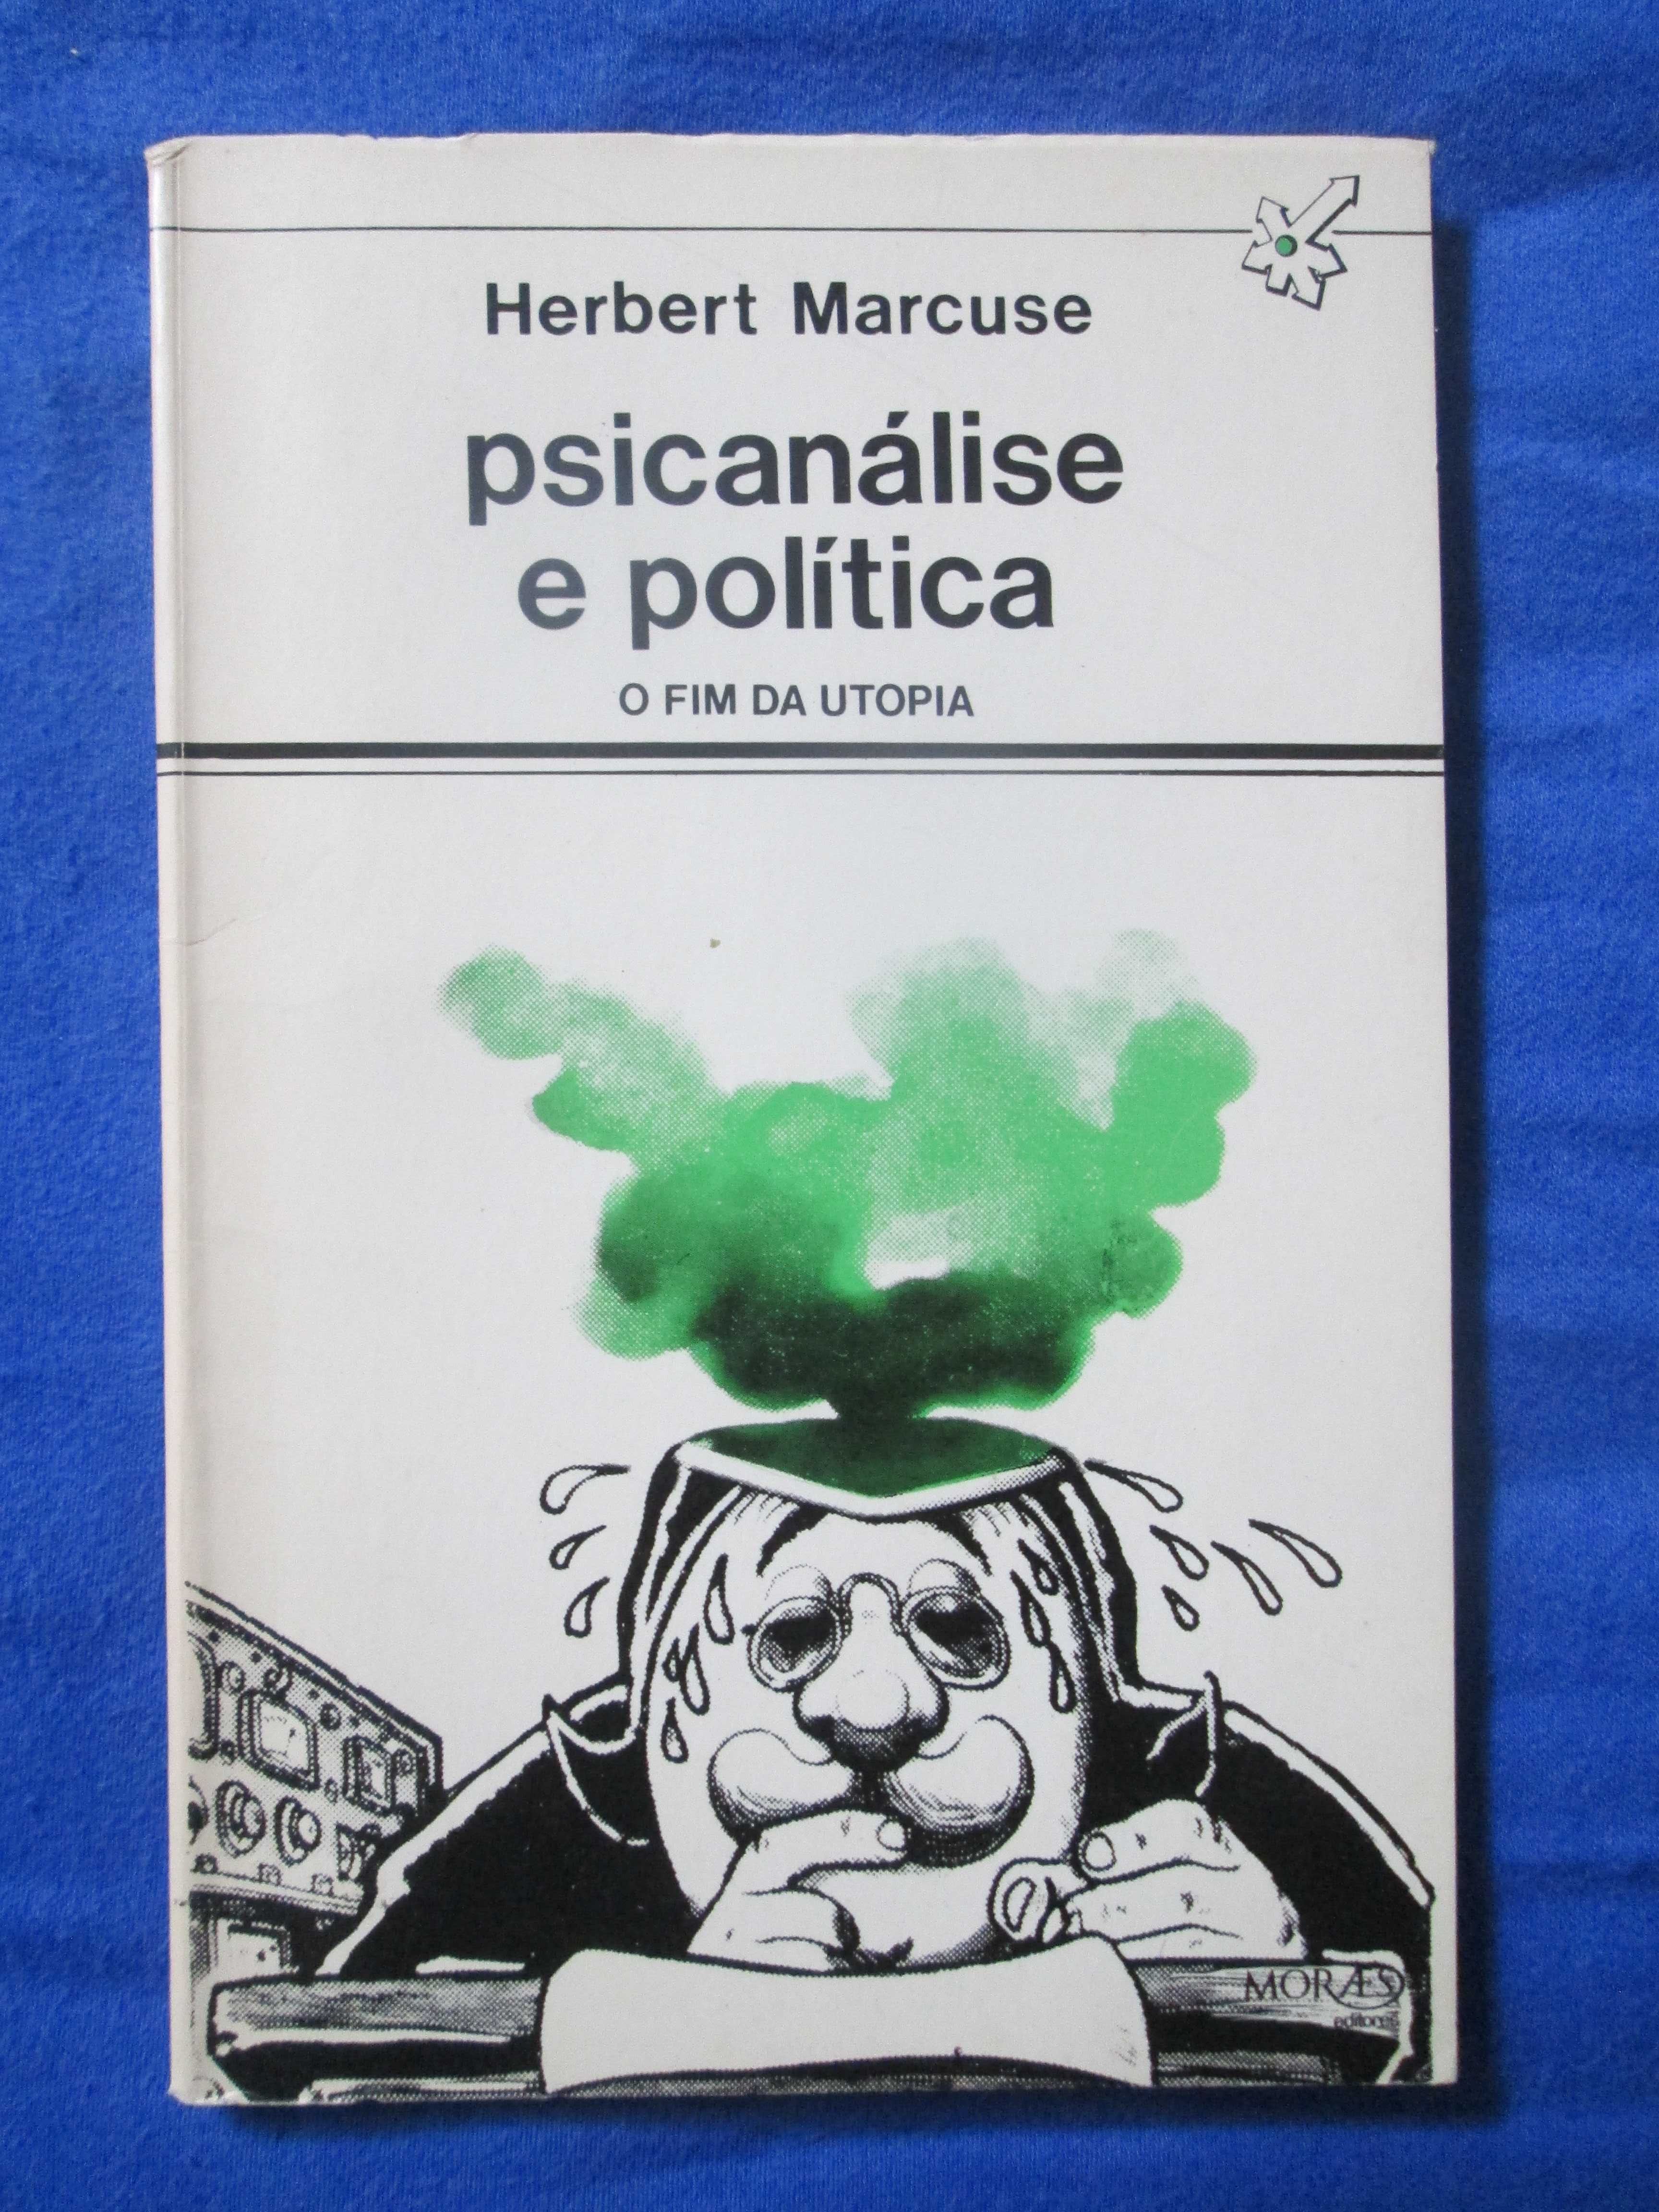 Herbert Marcuse
psicanálise
e política
O FIM DA UTOPIA
MORÆS
editores